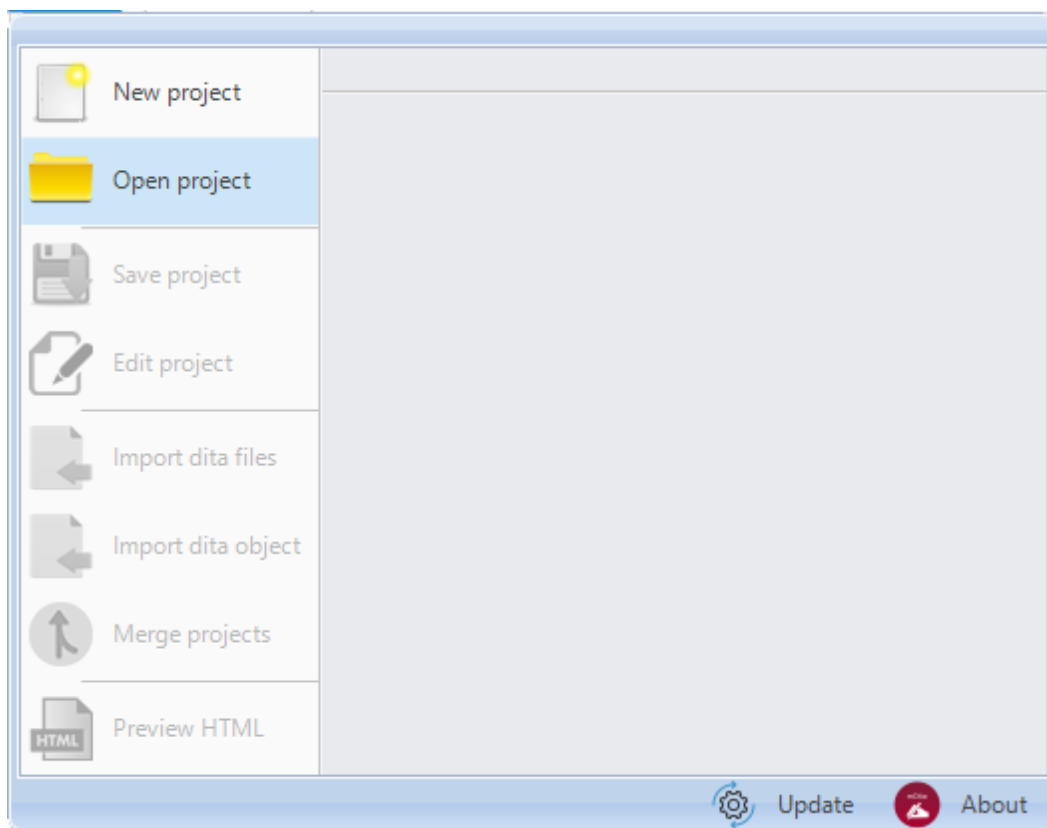 New project
Open project
Save project
Edit project
Import dita files
Import dita object
Merge projects
HTML
Preview HTML
Update
About